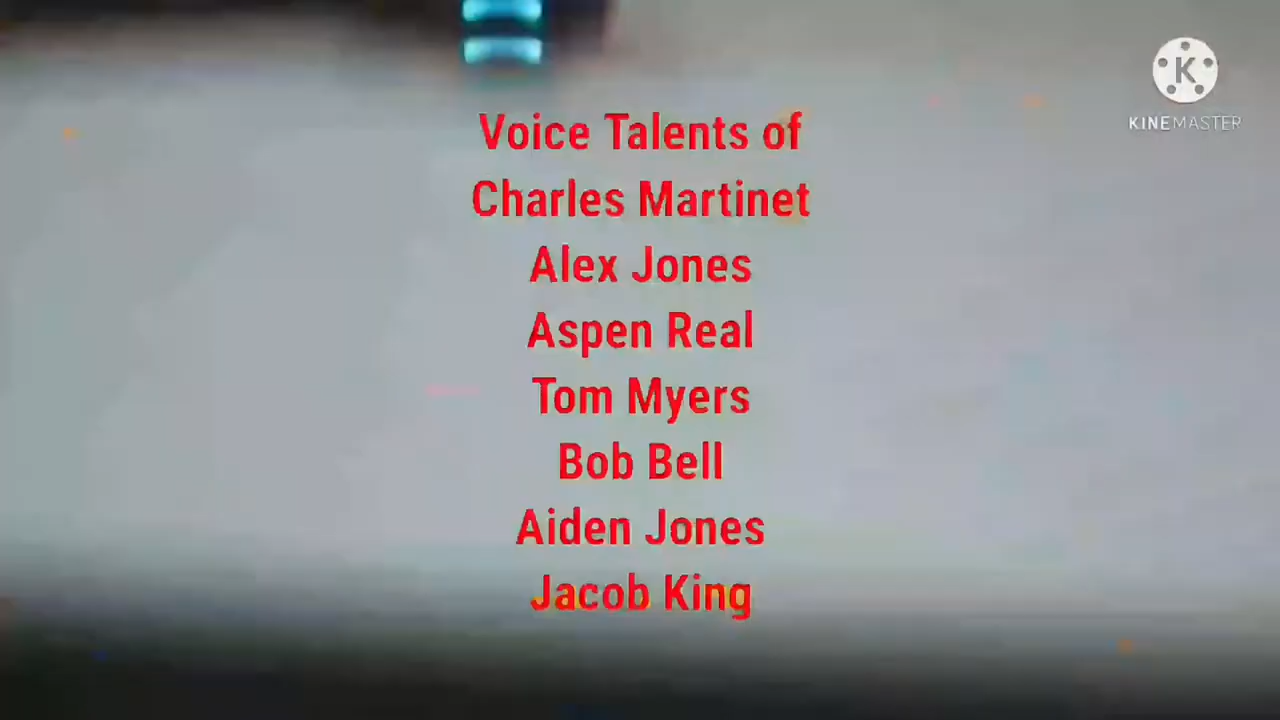 Voice Talents of
Charles Martinet
Alex Jones
Aspen Real
Tom Myers
Bob Bell
Aiden Jones
Jacob King
K
KINEMASTER